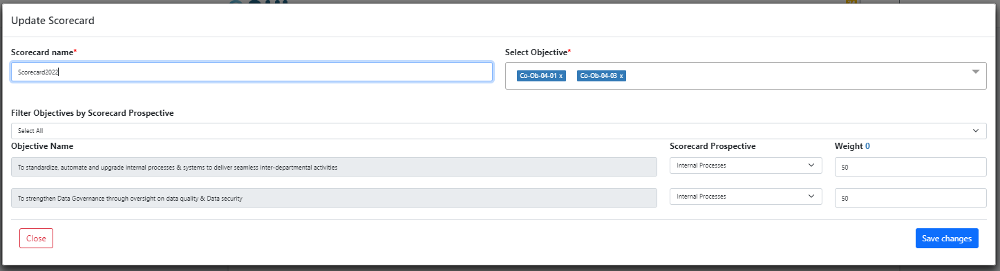 Update Scorecard
Scorecard name*
Select Objective*
Scorecard2022
Co-Ob-04-01 x Co-Ob-04-03 x
Filter Objectives by Scorecard Prospective
Select All
Objective Name Scorecard Prospective Weight 0
To standardize, automate and upgrade internal processes & systems to deliver seamless inter-departmental activities Internal Processes 50
To strengthen Data Governance through oversight on data quality & Data security Internal Processes 50
Close Save changes